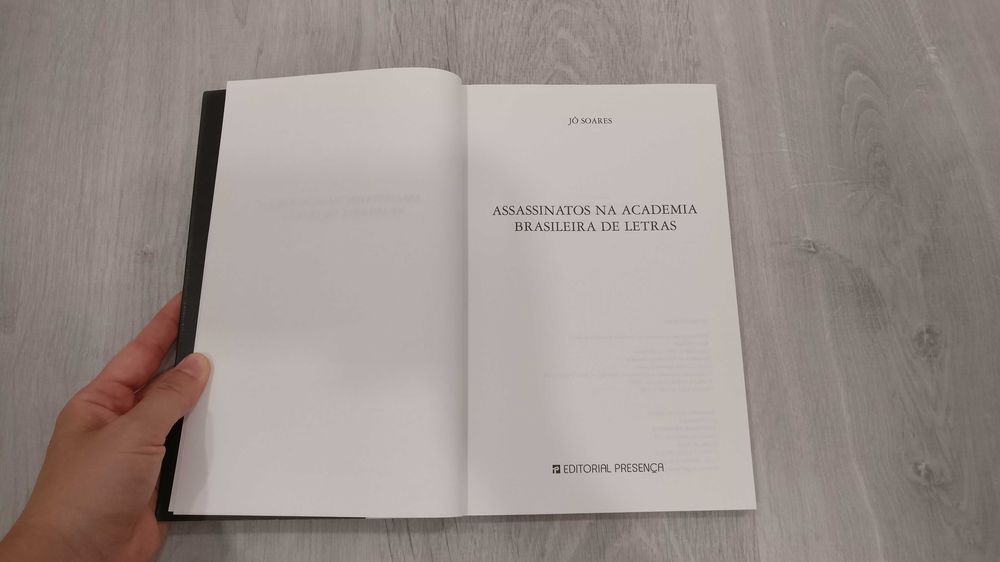 JÔ SOARES
ASSASSINATOS NA ACADEMIA
BRASILEIRA DE LETRAS
EDITORIAL PRESENÇA